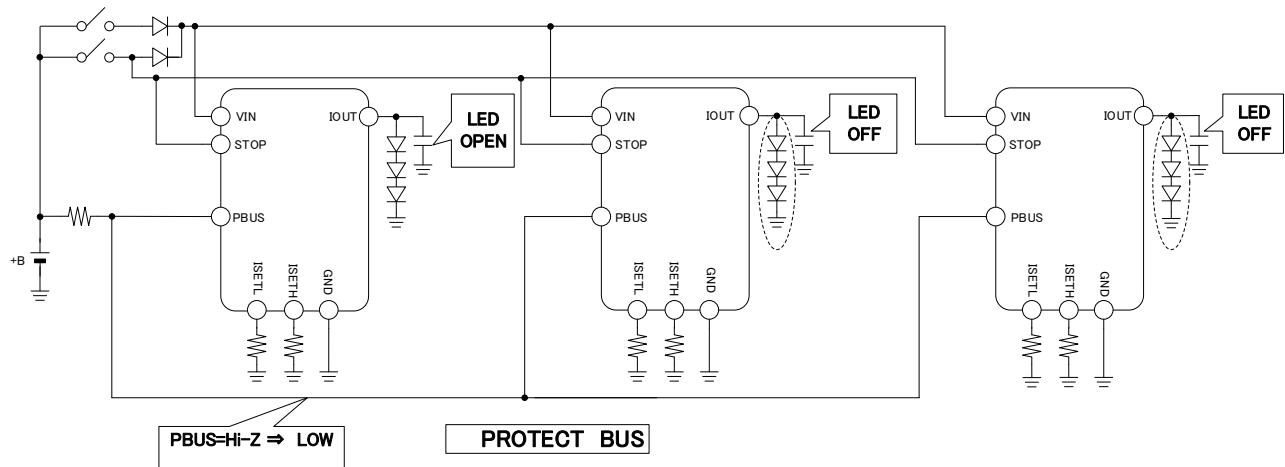 VIN
IOUT
STOP
PBUS
ISETL
ISETH
GND
LED
OPEN
VIN
IOUT
STOP
PBUS
ISETL
ISETH
GND
LED
OFF
VIN
IOUT
STOP
PBUS
ISETL
ISETH
GND
LED
OFF
+B
PBUS=Hi-Z ⇒ LOW
PROTECT BUS